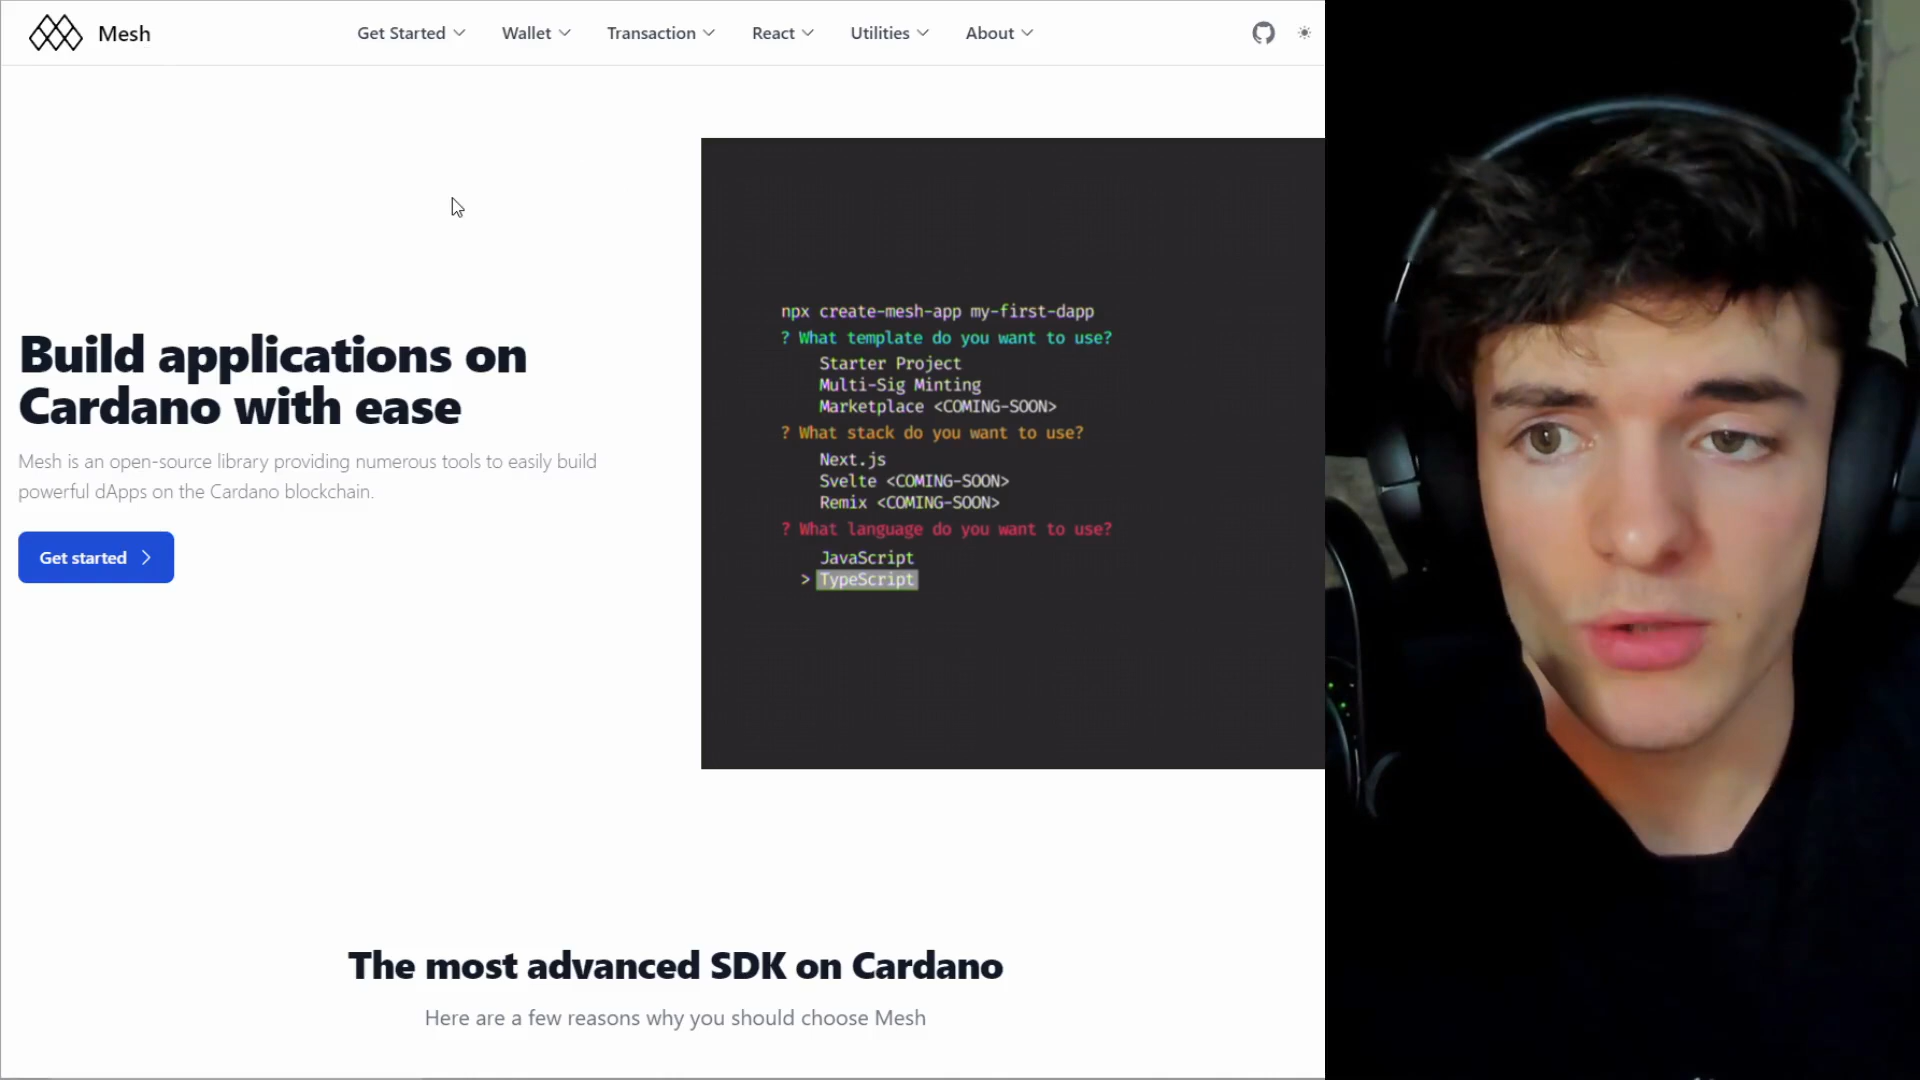 Mesh
Get Started
Wallet
Transaction
React
Utilities
About
Build applications on
Cardano with ease
Mesh is an open-source library providing numerous tools to easily build
powerful dApps on the Cardano blockchain.
Get started
npx create-mesh-app my-first-dapp
? What template do you want to use?
Starter Project
Multi-Sig Minting
Marketplace <COMING-SOON>
? What stack do you want to use?
Next.js
Svelte <COMING-SOON>
Remix <COMING-SOON>
? What language do you want to use?
JavaScript
> TypeScript
The most advanced SDK on Cardano
Here are a few reasons why you should choose Mesh